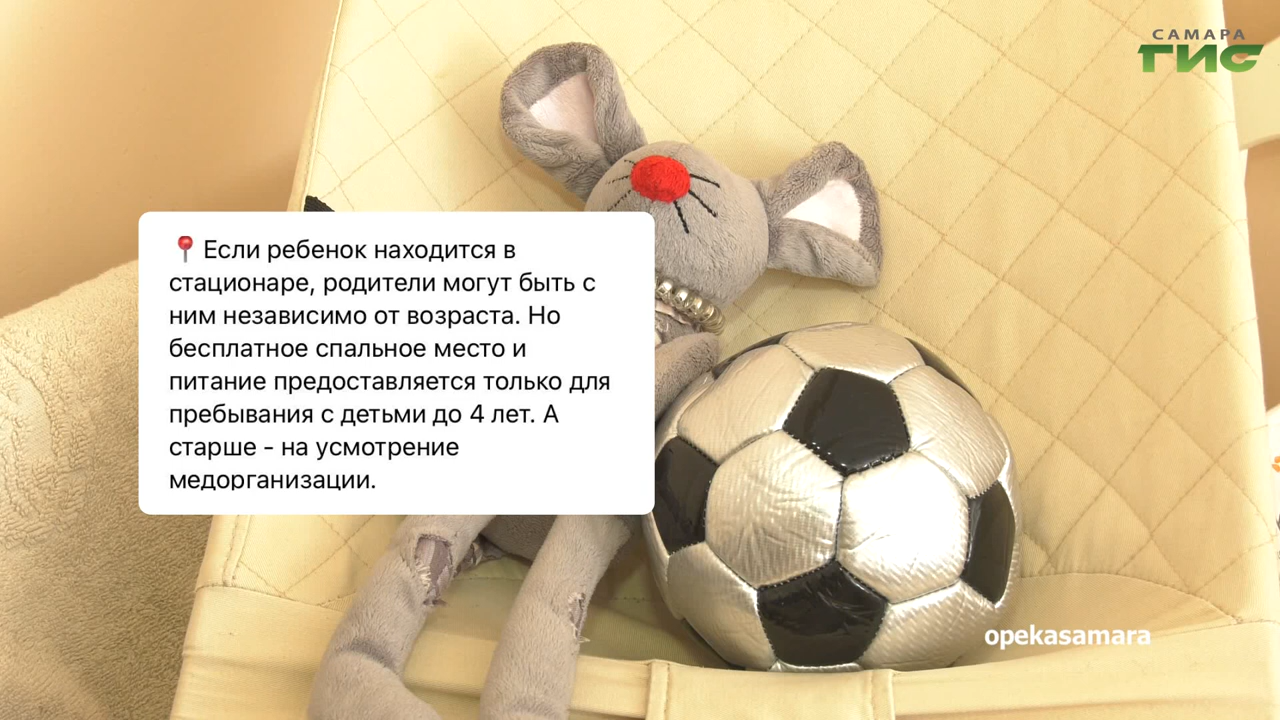 САМАРА
ГИС
📍Если ребенок находится в
стационаре, родители могут быть с
ним независимо от возраста. Но
бесплатное спальное место и
питание предоставляется только для
пребывания с детьми до 4 лет. А
старше - на усмотрение
медорганизации.
opekasamara